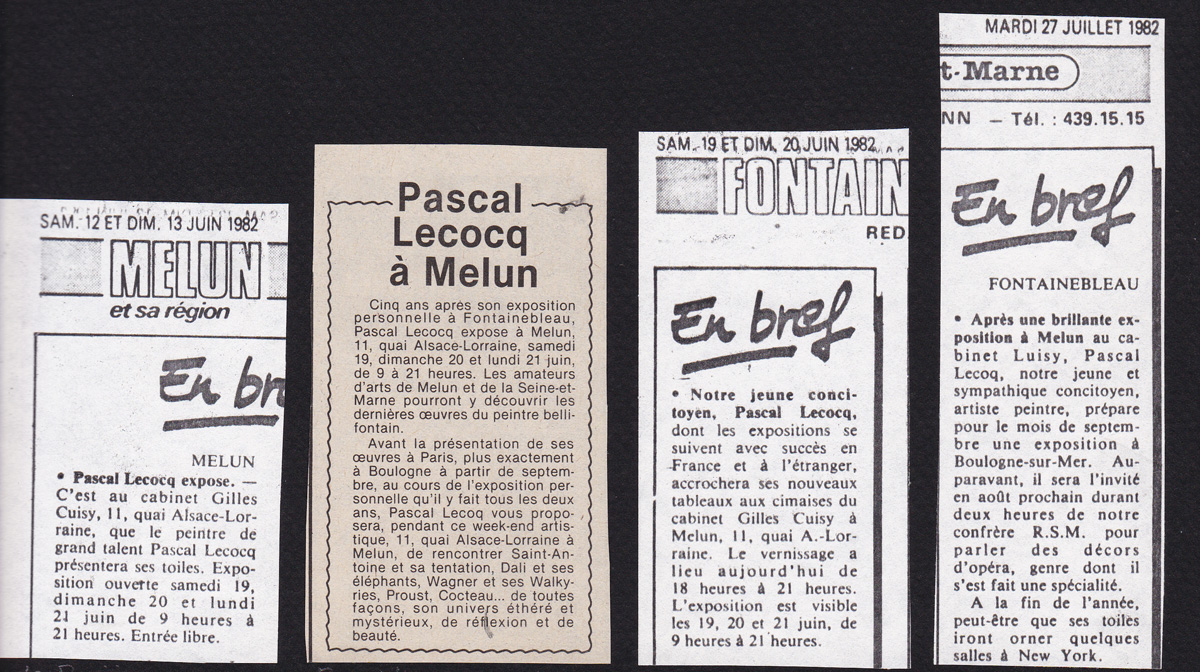 SAM. 12 ET DIM. 13 JUIN 1982
MELUN
et sa région
En br
MELUN
• Pascal Lecocq expose. —
C'est au cabinet Gilles
Cuisy, 11, quai Alsace-Lor-
raine, que le peintre de
grand talent Pascal Lecocq
présentera ses toiles. Expo-
sition ouverte samedi 19,
dimanche 20 et lundi
21 juin de 9 heures à
21 heures. Entrée libre.
Pascal
Lecocq
à Melun
Cinq ans après son exposition
personnelle à Fontainebleau,
Pascal Lecocq expose à Melun,
11, quai Alsace-Lorraine, samedi
19, dimanche 20 et lundi 21 juin,
de 9 à 21 heures. Les amateurs
d'arts de Melun et de la Seine-et-
Marne pourront y découvrir les
dernières œuvres du peintre belli-
fontain.
Avant la présentation de ses
œuvres à Paris, plus exactement
à Boulogne à partir de septem-
bre, au cours de l'exposition per-
sonnelle qu'il y fait tous les deux
ans, Pascal Lecoq vous propo-
sera, pendant ce week-end artis-
tique, 11, quai Alsace-Lorraine à
Melun, de rencontrer Saint-An-
toine et sa tentation, Dali et ses
éléphants, Wagner et ses Walky-
ries, Proust, Cocteau... de toutes
façons, son univers éthéré et
mystérieux, de réflexion et de
beauté.
SAM. 19 ET DIM. 20 JUIN 1982
FONTAIN
RED
En bref
• Notre jeune conci-
toyen, Pascal Lecocq,
dont les expositions se
suivent avec succès en
France et à l'étranger,
accrochera ses nouveaux
tableaux aux cimaises du
cabinet Gilles Cuisy à
Melun, 11, quai A.-Lor-
raine. Le vernissage a
lieu aujourd'hui de
18 heures à 21 heures.
L'exposition est visible
les 19, 20 et 21 juin, de
9 heures à 21 heures.
MARDI 27 JUILLET 1982
t-Marne
NN – Tél. : 439.15.15
En bref
FONTAINEBLEAU
• Après une brillante ex-
position à Melun au ca-
binet Luisy, Pascal
Lecoq, notre jeune et
sympathique concitoyen,
artiste peintre, prépare
pour le mois de septem-
bre une exposition à
Boulogne-sur-Mer. Au-
paravant, il sera l'invité
en août prochain durant
deux heures de notre
confrère R.S.M. pour
parler des décors
d'opéra, genre dont il
s'est fait une spécialité.
A la fin de l'année,
peut-être que ses toiles
iront orner quelques
salles à New York.